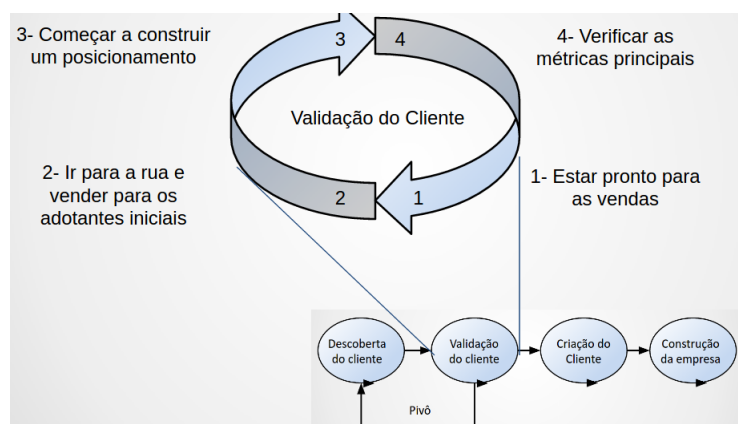 3- Começar a construir
um posicionamento
3
4
4- Verificar as
métricas principais
Validação do Cliente
2- Ir para a rua e
vender para os
adotantes iniciais
2
1
1- Estar pronto para
as vendas
Descoberta
do cliente
Validação
do cliente
Criação do
Cliente
Construção
da empresa
Pivô